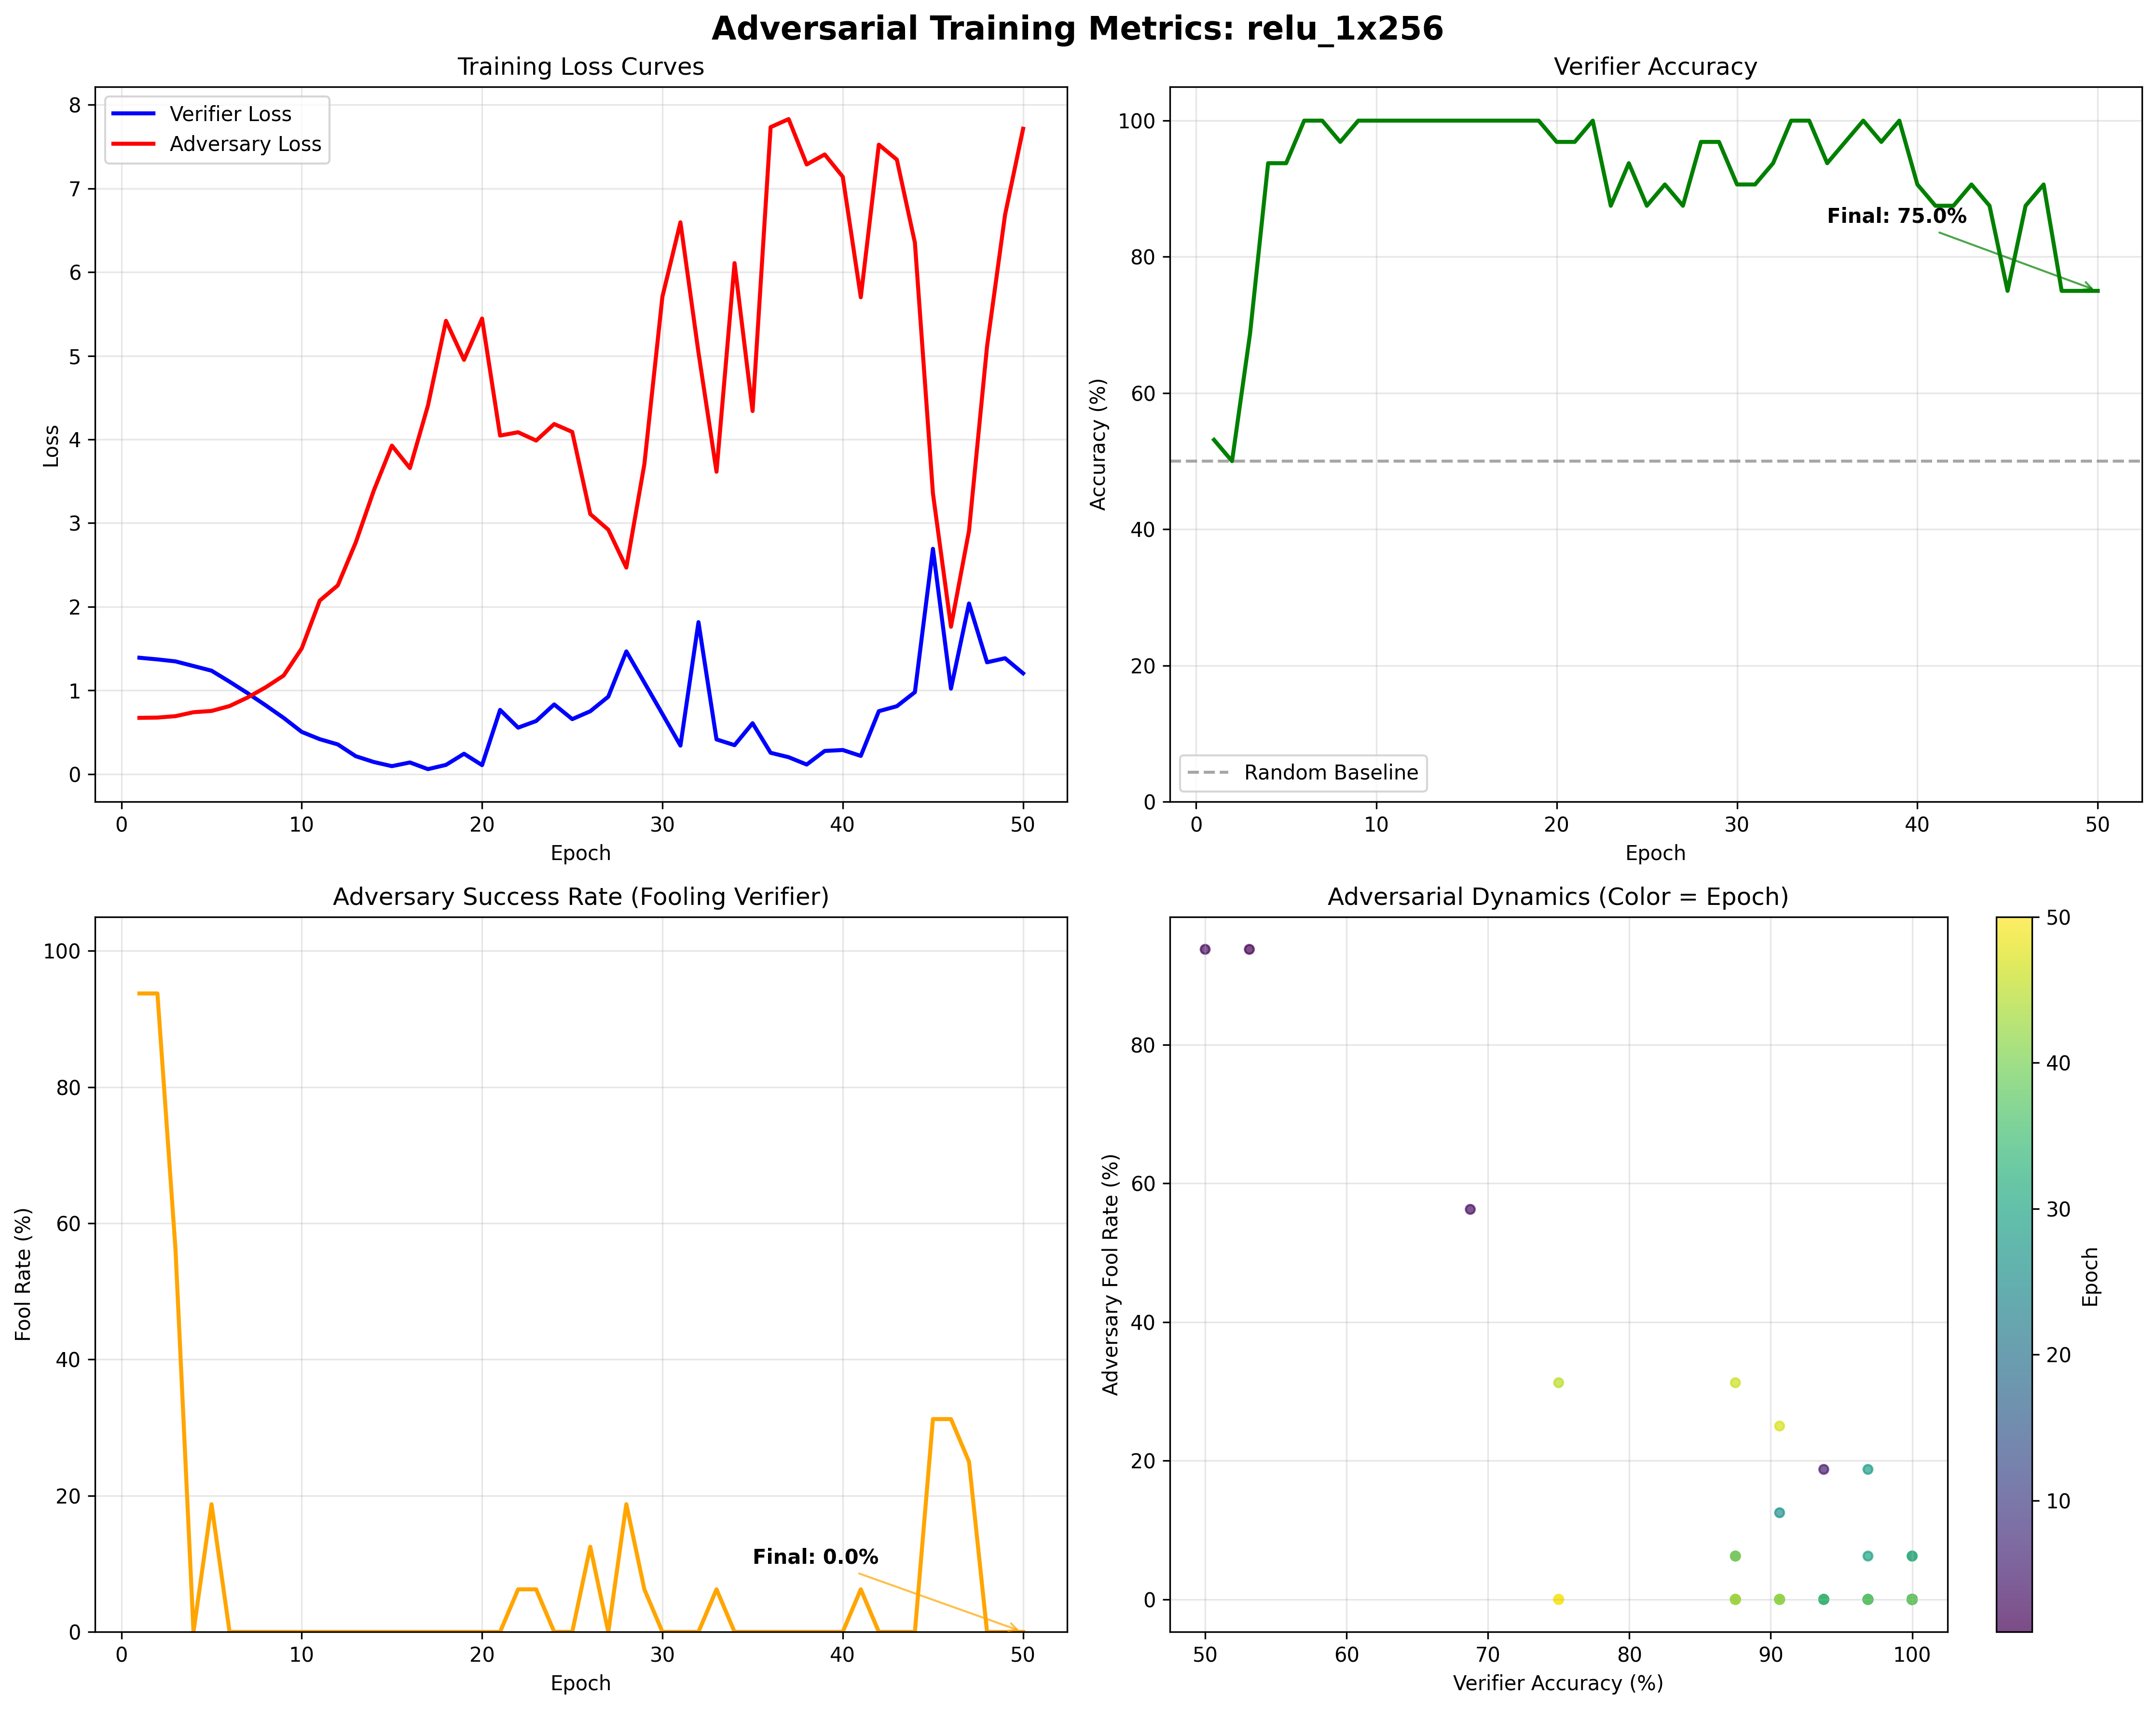 Adversarial Training Metrics: relu_1x256
Training Loss Curves
Verifier Loss
Adversary Loss
8
7
6
5
4
3
2
1
0
Loss
0 10 20 30 40 50
Epoch
Verifier Accuracy
100
80
60
40
20
0
Accuracy (%)
Final: 75.0%
Random Baseline
0 10 20 30 40 50
Epoch
Adversary Success Rate (Fooling Verifier)
100
80
60
40
20
0
Fool Rate (%)
Final: 0.0%
0 10 20 30 40 50
Epoch
Adversarial Dynamics (Color = Epoch)
80
60
40
20
0
Adversary Fool Rate (%)
50 60 70 80 90 100
Verifier Accuracy (%)
50
40
30
20
10
Epoch